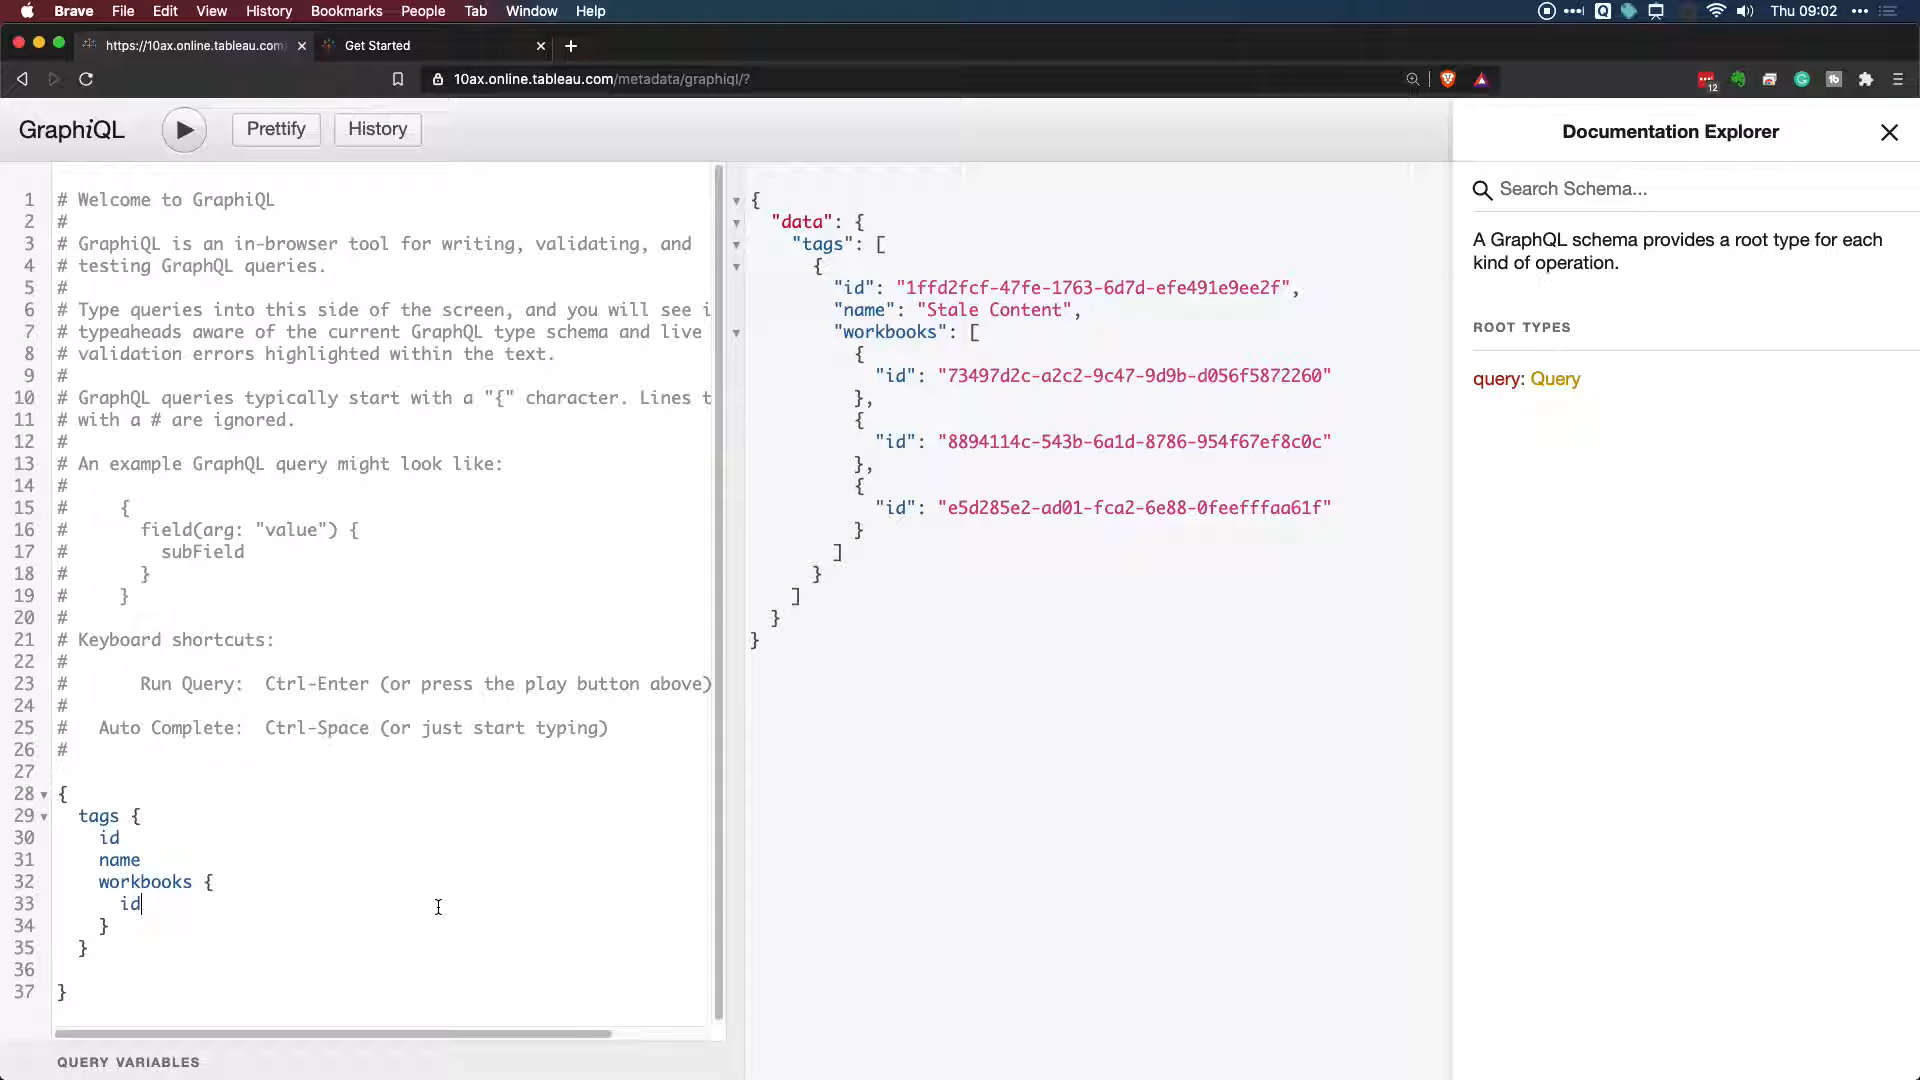 Brave File Edit View History Bookmarks People Tab Window Help Thu 09:02
https://10ax.online.tableau.com Get Started
10ax.online.tableau.com/metadata/graphiql/? 12
GraphiQL Prettify History
1 # Welcome to GraphiQL
2 #
3 # GraphiQL is an in-browser tool for writing, validating, and
4 # testing GraphQL queries.
5 #
6 # Type queries into this side of the screen, and you will see i
7 # typeaheads aware of the current GraphQL type schema and live
8 # validation errors highlighted within the text.
9 #
10 # GraphQL queries typically start with a "{" character. Lines t
11 # with a # are ignored.
12 #
13 # An example GraphQL query might look like:
14 #
15 # {
16 # field(arg: "value") {
17 # subField
18 # }
19 # }
20 #
21 # Keyboard shortcuts:
22 #
23 # Run Query: Ctrl-Enter (or press the play button above)
24 #
25 # Auto Complete: Ctrl-Space (or just start typing)
26 #
27
28 {
29 tags {
30 id
31 name
32 workbooks {
33 id
34 }
35 }
36
37 }
QUERY VARIABLES
{
"data": {
"tags": [
{
"id": "1ffd2fcf-47fe-1763-6d7d-efe491e9ee2f",
"name": "Stale Content",
"workbooks": [
{
"id": "73497d2c-a2c2-9c47-9d9b-d056f5872260"
},
{
"id": "8894114c-543b-6a1d-8786-954f67ef8c0c"
},
{
"id": "e5d285e2-ad01-fca2-6e88-0feefffaa61f"
}
]
}
]
}
}
Documentation Explorer
Search Schema...
A GraphQL schema provides a root type for each
kind of operation.
ROOT TYPES
query: Query